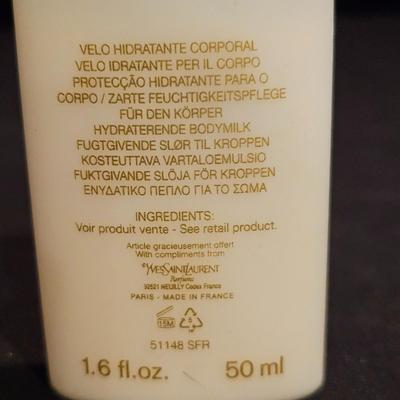 VELO HIDRATANTE CORPORAL
VELO IDRATANTE PER IL CORPO
PROTECÇÃO HIDRATANTE PARA O
CORPO / ZARTE FEUCHTIGKEITSPFLEGE
FÜR DEN KÖRPER
HYDRATERENDE BODYMILK
FUGTGIVENDE SLØR TIL KROPPEN
KOSTEUTTAVA VARTALOEMULSIO
FUKTGIVANDE SLÖJA FÖR KROPPEN
ΕΝΥΔΑΤΙΚΟ ΠΕΠΛΟ ΓΙΑ ΤΟ ΣΩΜΑ
INGREDIENTS:
Voir produit vente - See retail product.
Article gracieusement offert
With compliments from
©YVESSAINTLAURENT
Parfums
92521 NEUILLY Cedex France
PARIS - MADE IN FRANCE
15M
51148 SFR
1.6 fl.oz. 50 ml